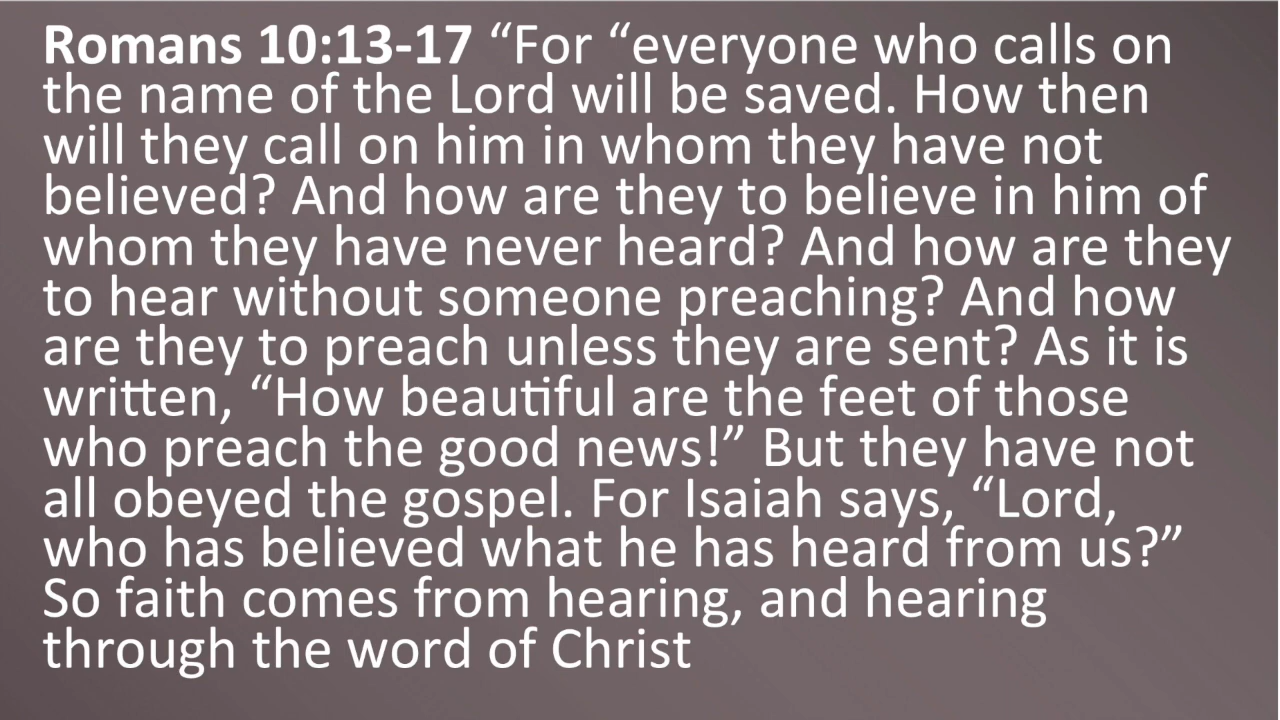 Romans 10:13-17 “For “everyone who calls on
the name of the Lord will be saved. How then
will they call on him in whom they have not
believed? And how are they to believe in him of
whom they have never heard? And how are they
to hear without someone preaching? And how
are they to preach unless they are sent? As it is
written, “How beautiful are the feet of those
who preach the good news!” But they have not
all obeyed the gospel. For Isaiah says, “Lord,
who has believed what he has heard from us?”
So faith comes from hearing, and hearing
through the word of Christ